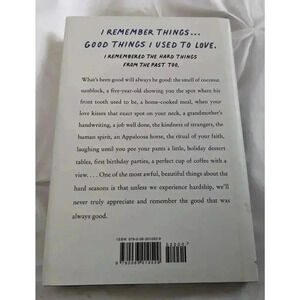 I REMEMBER THINGS...
GOOD THINGS I USED TO LOVE.
I REMEMBERED THE HARD THINGS
FROM THE PAST TOO.
What's been good will always be good: the smell of coconut
sunblock, a five-year-old showing you the spot where his
front tooth used to be, a home-cooked meal, when your
love kisses that exact spot on your neck, a grandmother's
handwriting, a job well done, the kindness of strangers, the
human spirit, an Appaloosa horse, the ritual of your faith,
laughing until you pee your pants a little, holiday dessert
tables, first birthday parties, a perfect cup of coffee with a
view. . . . One of the most awful, beautiful things about the
hard seasons is that unless we experience hardship, we'll
never truly appreciate and remember the good that was
always good.